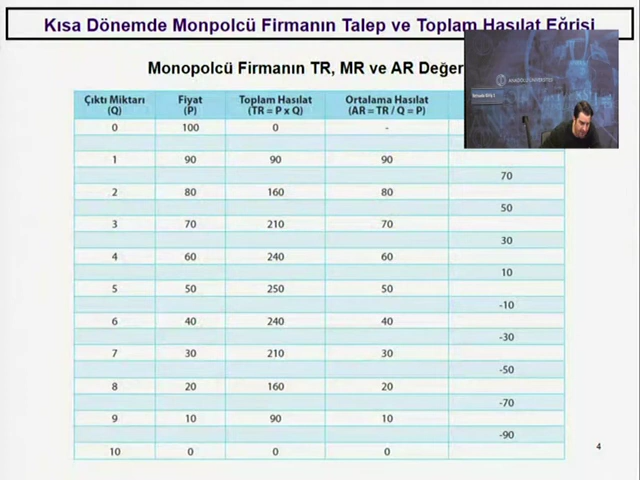 Kısa Dönemde Monpolcü Firmanın Talep ve Toplam Hasılat Eğrisi
Monopolcü Firmanın TR, MR ve AR Değer
ANADOLU ÜNİVERSİTESİ
Çıktı Miktarı (Q) Fiyat (P) Toplam Hasılat (TR = P x Q) Ortalama Hasılat (AR = TR / Q = P)
0 100 0 -
1 90 90 90
70
2 80 160 80
50
3 70 210 70
30
4 60 240 60
10
5 50 250 50
-10
6 40 240 40
-30
7 30 210 30
-50
8 20 160 20
-70
9 10 90 10
-90
10 0 0 0
4